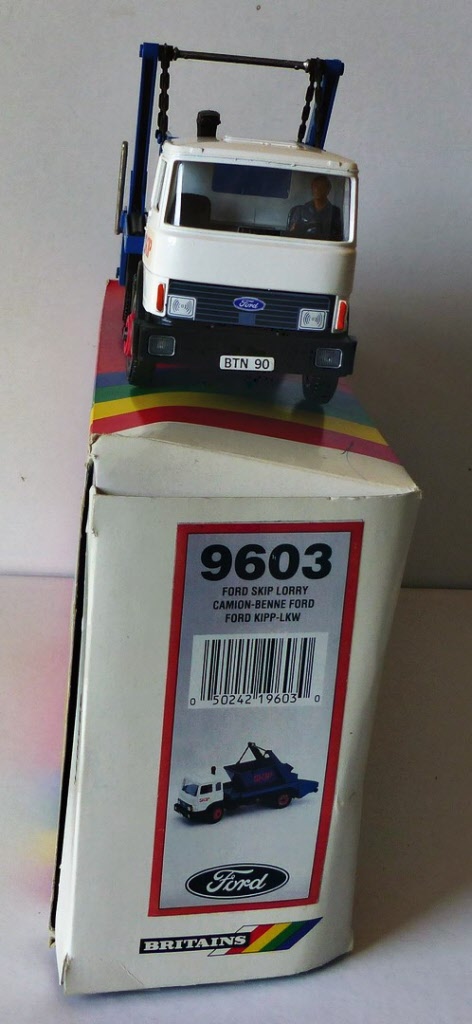 Ford
BTN 90
9603
FORD SKIP LORRY
CAMION-BENNE FORD
FORD KIPP-LKW
0 50242 19603 0
Ford
BRITAINS